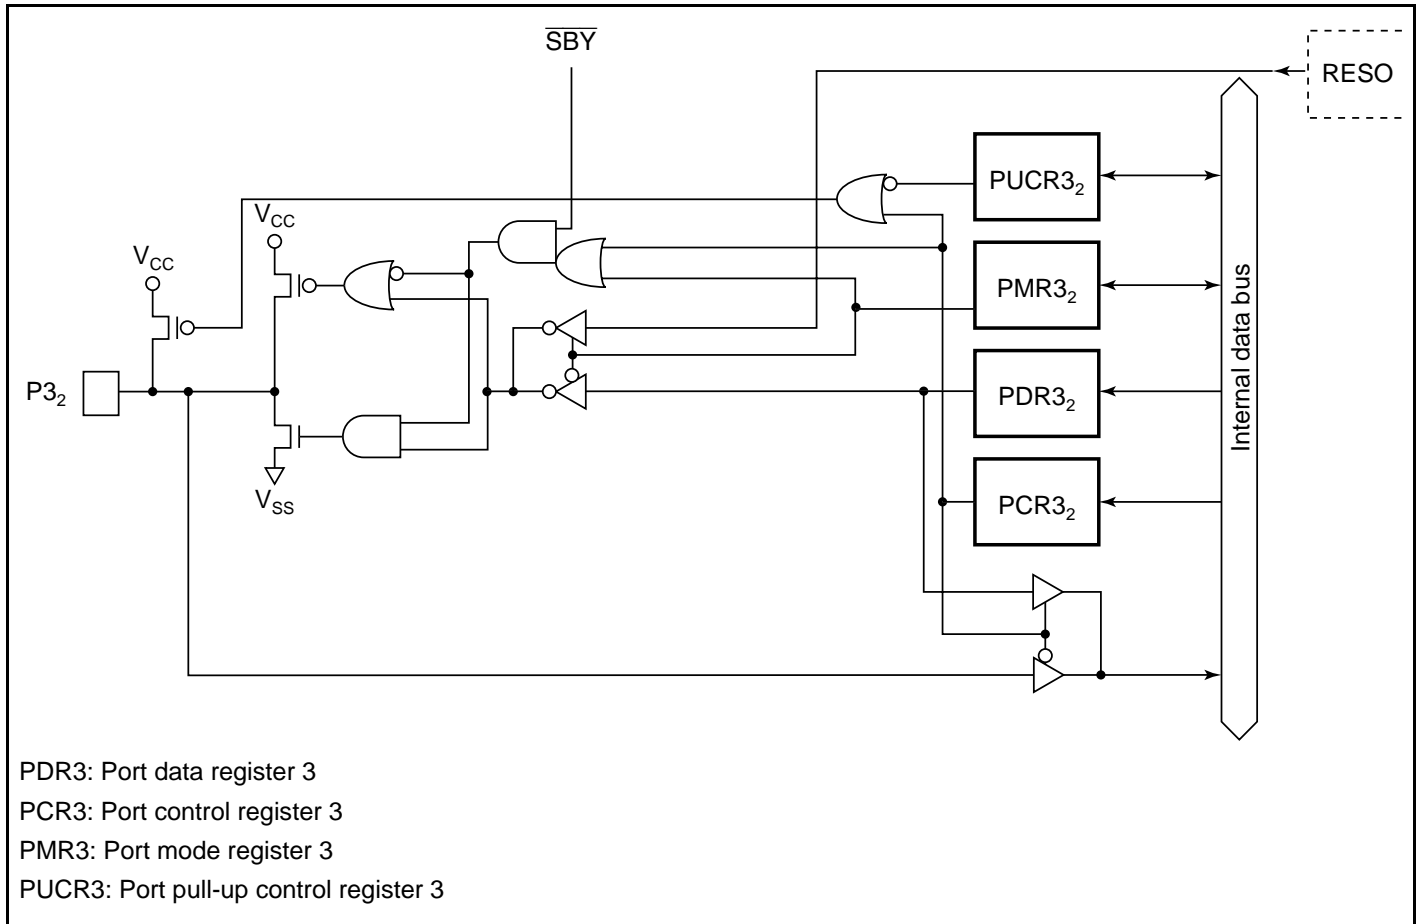 SBY
RESO
PUCR3₂
V_CC
V_CC
PMR3₂
Internal data bus
P3₂
PDR3₂
V_SS
PCR3₂
PDR3: Port data register 3
PCR3: Port control register 3
PMR3: Port mode register 3
PUCR3: Port pull-up control register 3